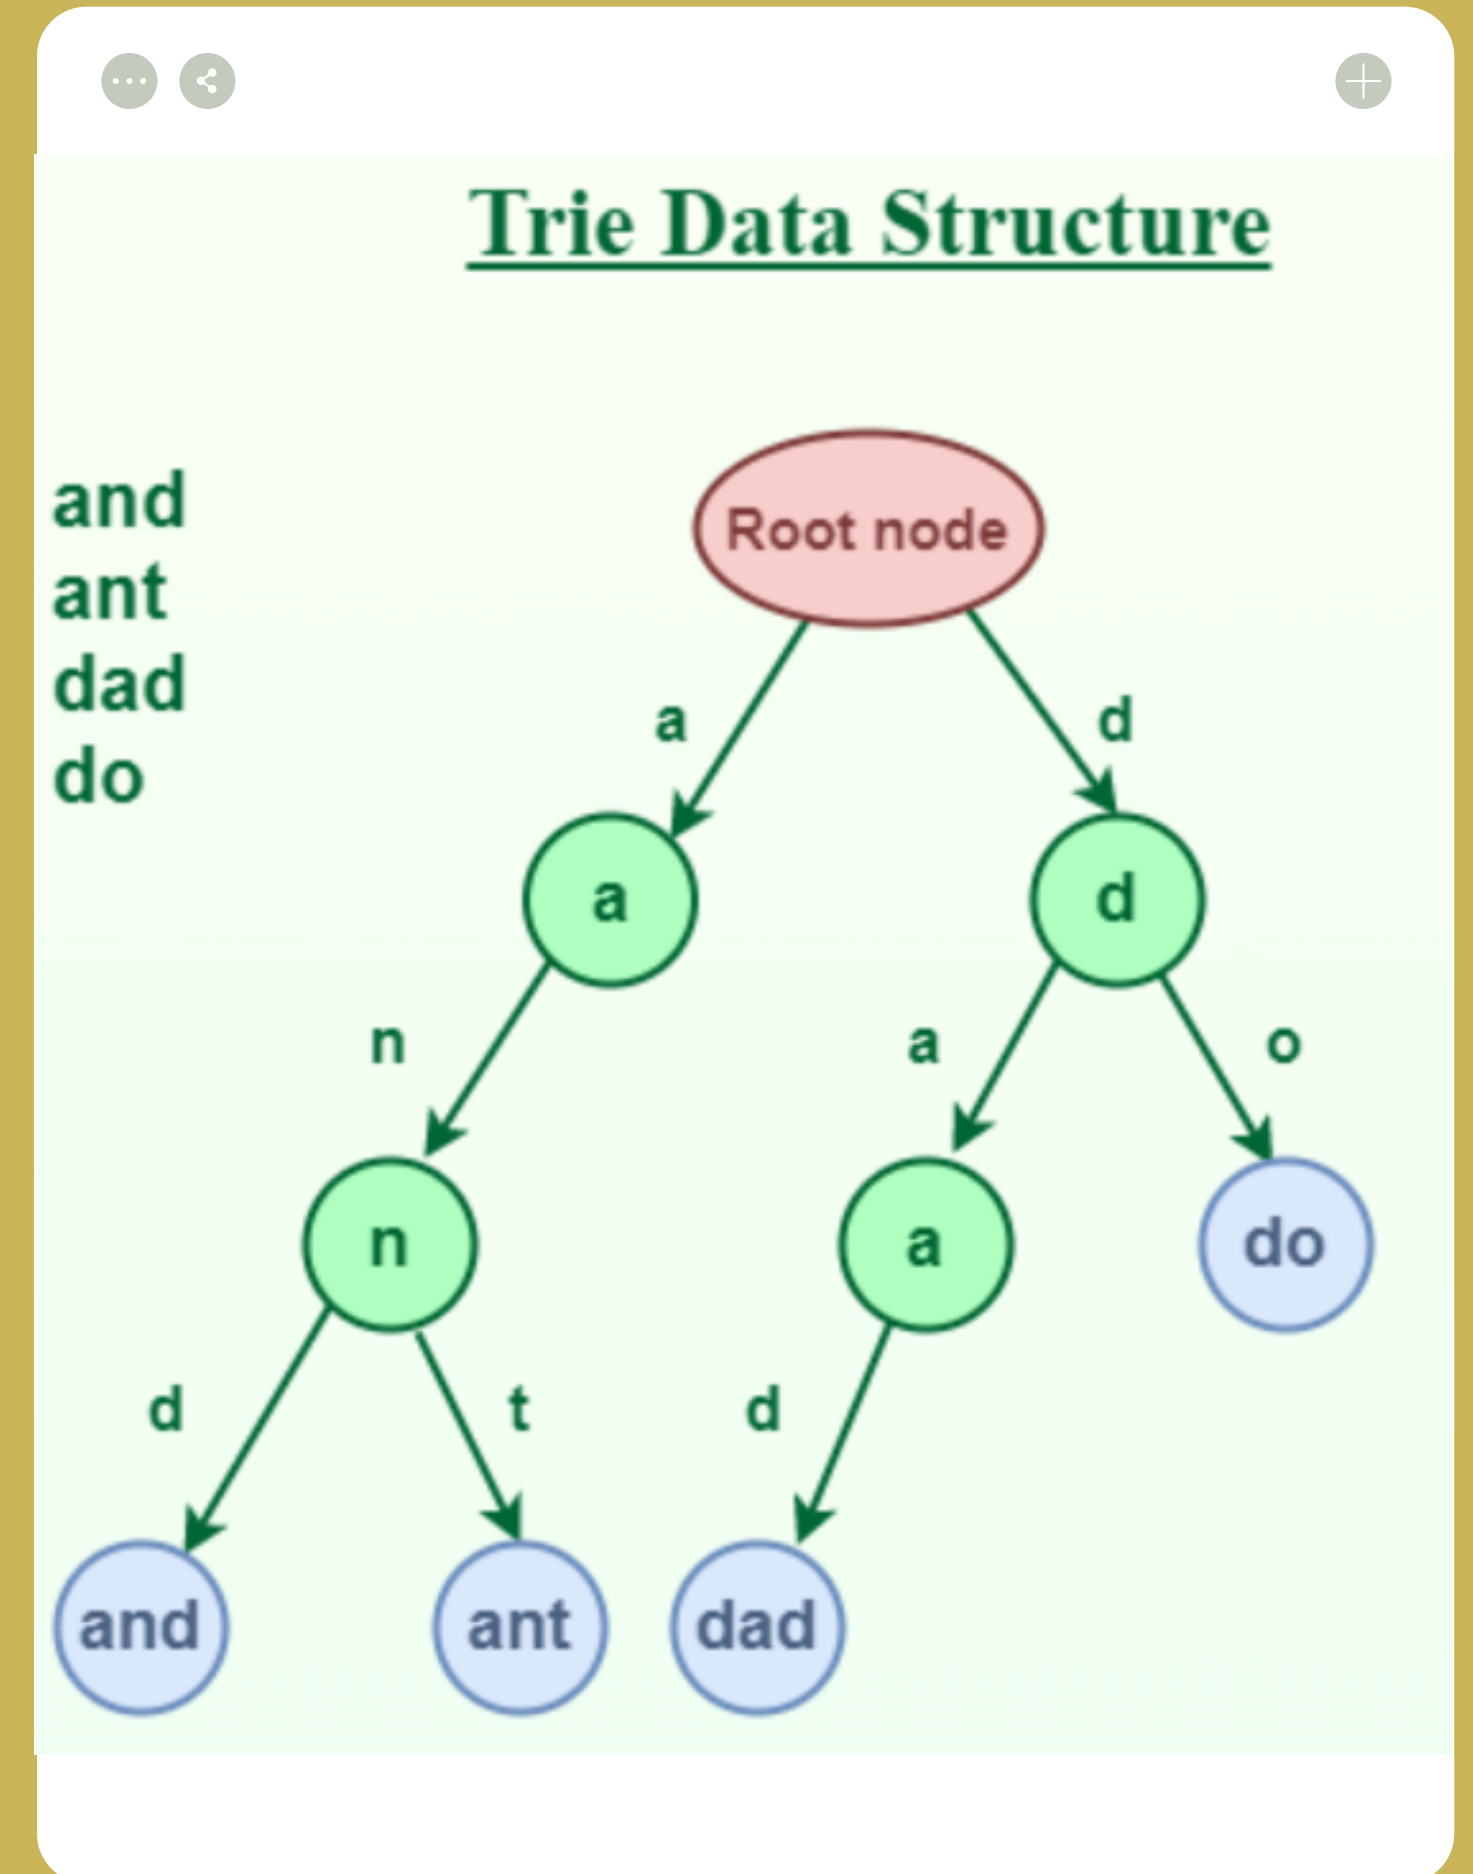 Trie Data Structure
and
ant
dad
do
Root node
a
d
a
d
n
a
o
n
a
do
d
t
d
and
ant
dad